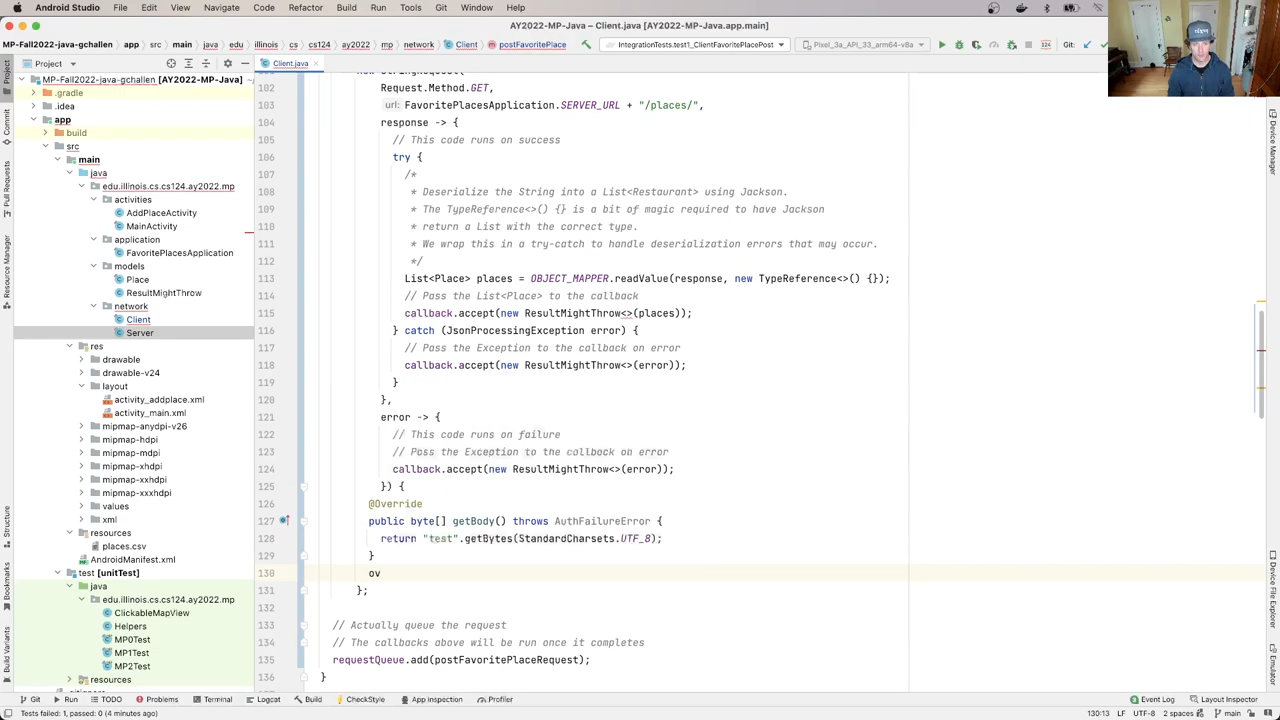 Android Studio File Edit View Navigate Code Refactor Build Run Tools Git Window Help
AY2022-MP-Java – Client.java [AY2022-MP-Java.app.main]
MP-Fall2022-java-gchallen app src main java edu illinois cs cs124 ay2022 mp network Client postFavoritePlace IntegrationTests.test1_ClientFavoritePlacePost Pixel_3a_API_33_arm64-v8a Git:
Project Client.java
MP-Fall2022-java-gchallen [AY2022-MP-Java]
.gradle
.idea
app
build
src
main
java
edu.illinois.cs.cs124.ay2022.mp
activities
AddPlaceActivity
MainActivity
application
FavoritePlacesApplication
models
Place
ResultMightThrow
network
Client
Server
res
drawable
drawable-v24
layout
activity_addplace.xml
activity_main.xml
mipmap-anydpi-v26
mipmap-hdpi
mipmap-mdpi
mipmap-xhdpi
mipmap-xxhdpi
mipmap-xxxhdpi
values
xml
resources
places.csv
AndroidManifest.xml
test [unitTest]
java
edu.illinois.cs.cs124.ay2022.mp
ClickableMapView
Helpers
MP0Test
MP1Test
MP2Test
resources
102 Request.Method.GET,
103 url: FavoritePlacesApplication.SERVER_URL + "/places/",
104 response -> {
105 // This code runs on success
106 try {
107 /*
108 * Deserialize the String into a List<Restaurant> using Jackson.
109 * The TypeReference<>() {} is a bit of magic required to have Jackson
110 * return a List with the correct type.
111 * We wrap this in a try-catch to handle deserialization errors that may occur.
112 */
113 List<Place> places = OBJECT_MAPPER.readValue(response, new TypeReference<>() {});
114 // Pass the List<Place> to the callback
115 callback.accept(new ResultMightThrow<>(places));
116 } catch (JsonProcessingException error) {
117 // Pass the Exception to the callback on error
118 callback.accept(new ResultMightThrow<>(error));
119 }
120 },
121 error -> {
122 // This code runs on failure
123 // Pass the Exception to the callback on error
124 callback.accept(new ResultMightThrow<>(error));
125 }) {
126 @Override
127 public byte[] getBody() throws AuthFailureError {
128 return "test".getBytes(StandardCharsets.UTF_8);
129 }
130 ov
131 };
132
133 // Actually queue the request
134 // The callbacks above will be run once it completes
135 requestQueue.add(postFavoritePlaceRequest);
136 }
Project
Commit
Pull Requests
Resource Manager
Structure
Bookmarks
Build Variants
Device Manager
Device File Explorer
Emulator
Git Run TODO Problems Terminal Logcat Build CheckStyle App Inspection Profiler Event Log Layout Inspector
Tests failed: 1, passed: 0 (4 minutes ago) 130:13 LF UTF-8 2 spaces main